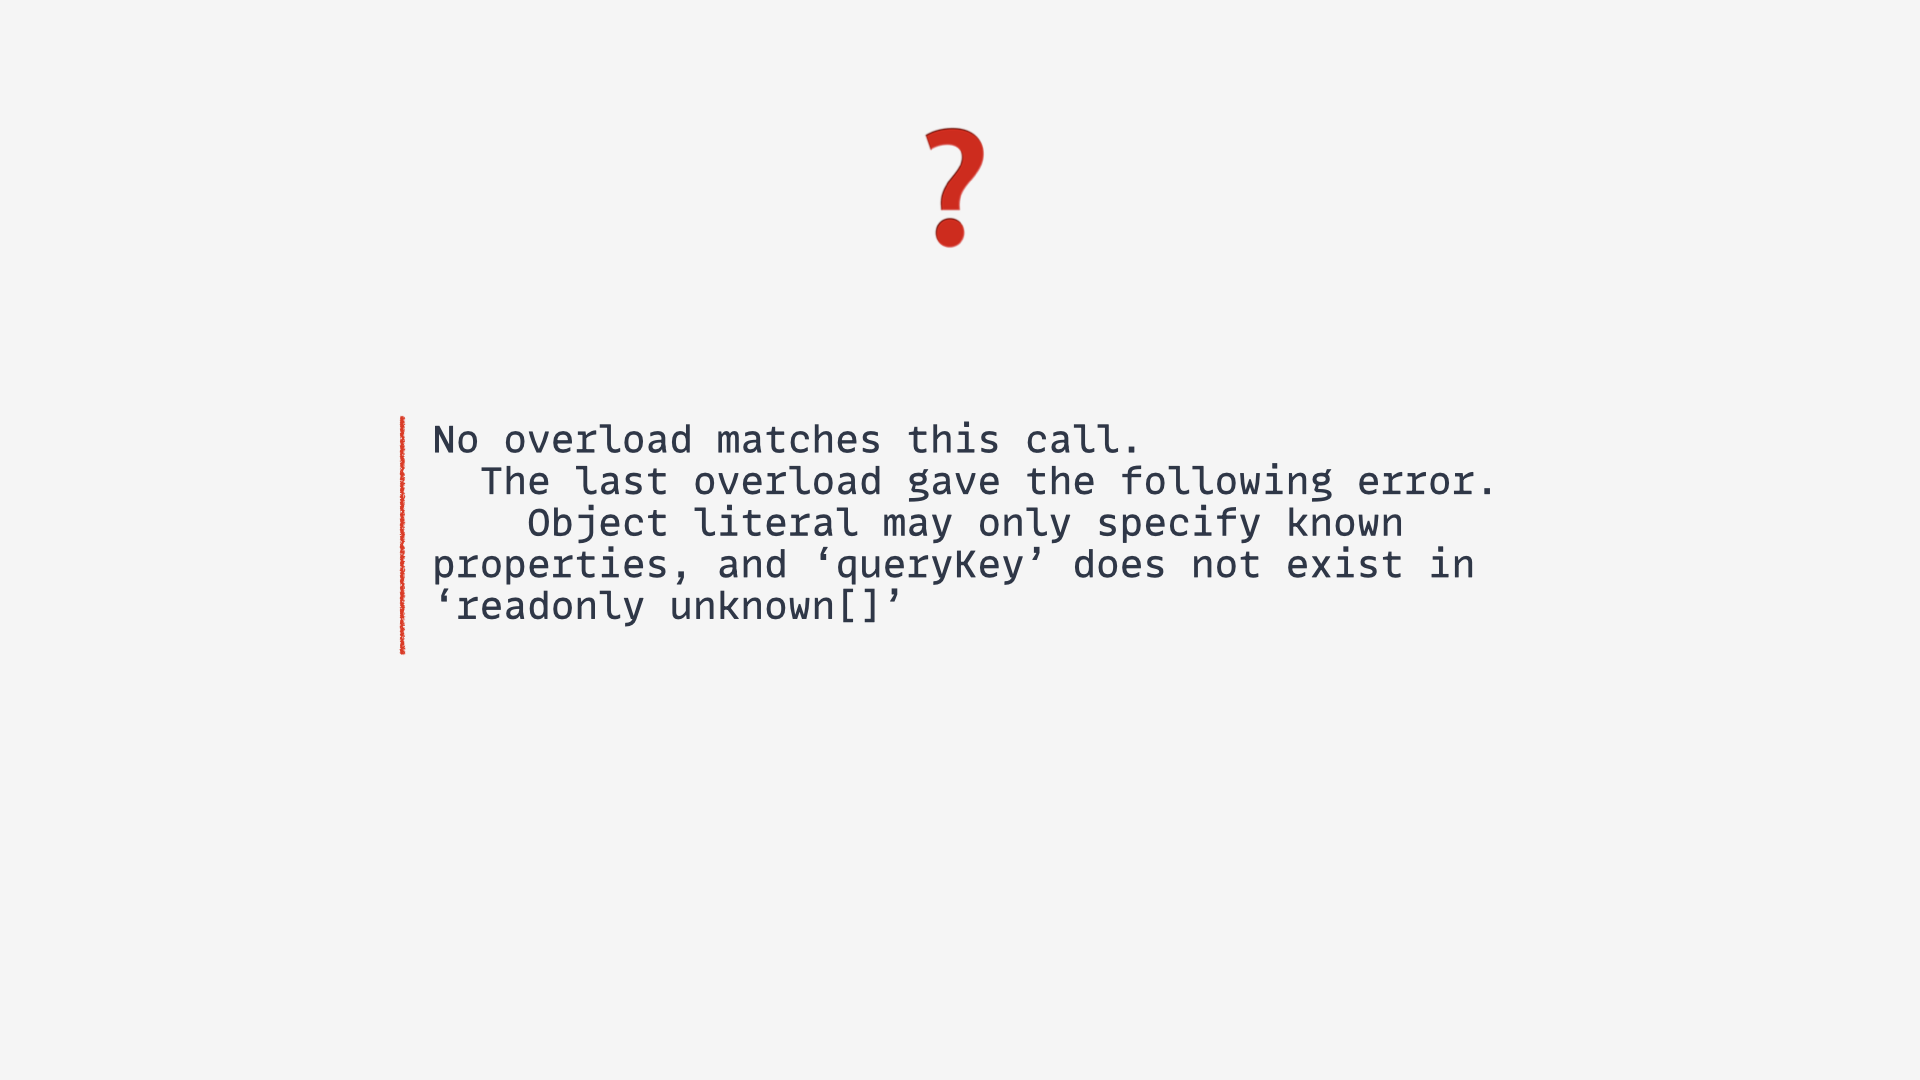 ?
No overload matches this call.
The last overload gave the following error.
Object literal may only specify known
properties, and ‘queryKey’ does not exist in
‘readonly unknown[]’